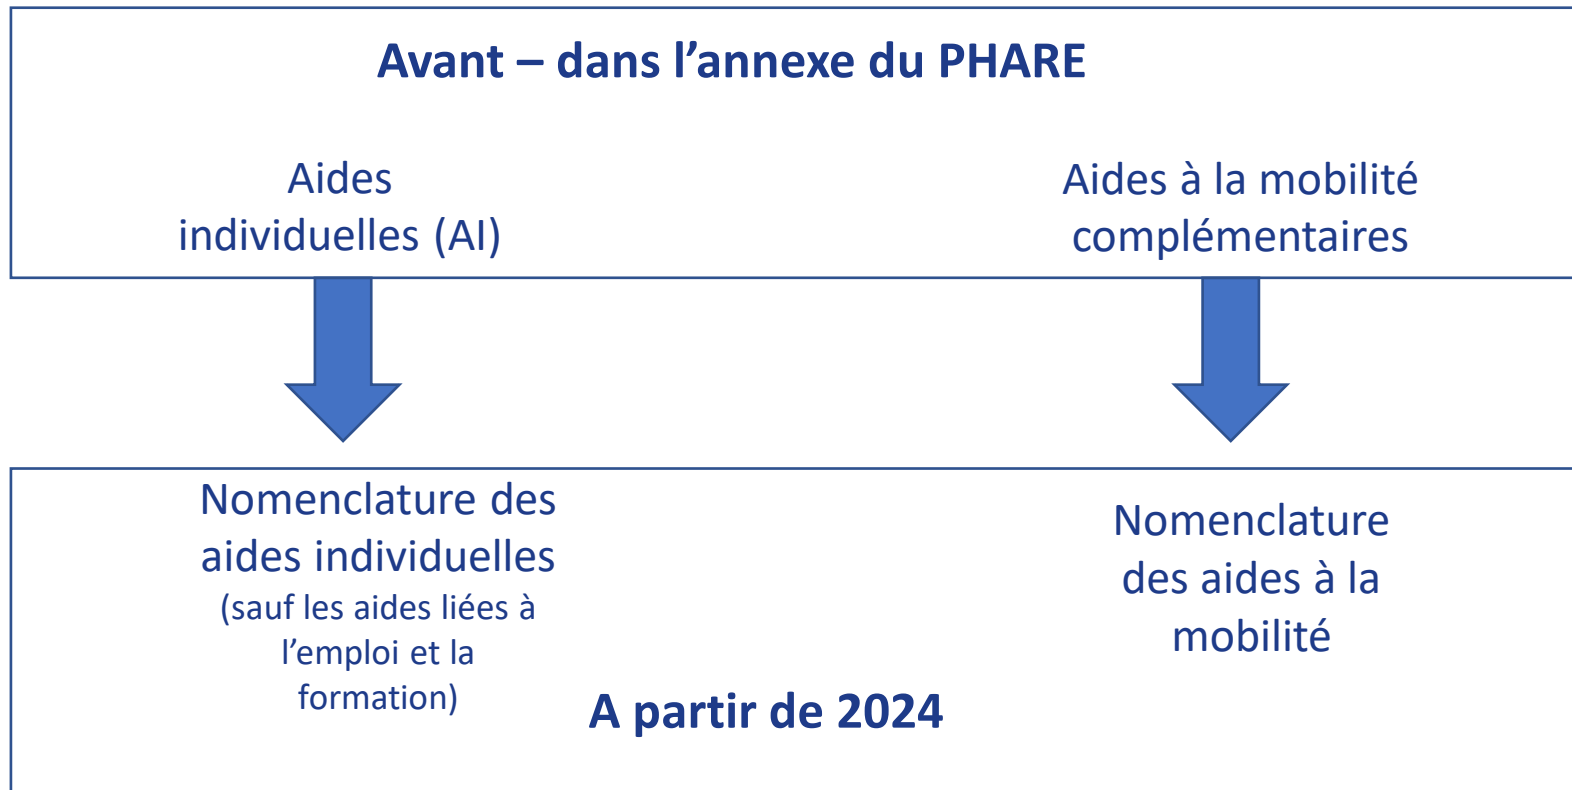 Avant – dans l’annexe du PHARE
Aides
individuelles (AI)
Aides à la mobilité
complémentaires
Nomenclature des
aides individuelles
(sauf les aides liées à
l’emploi et la
formation)
Nomenclature
des aides à la
mobilité
A partir de 2024